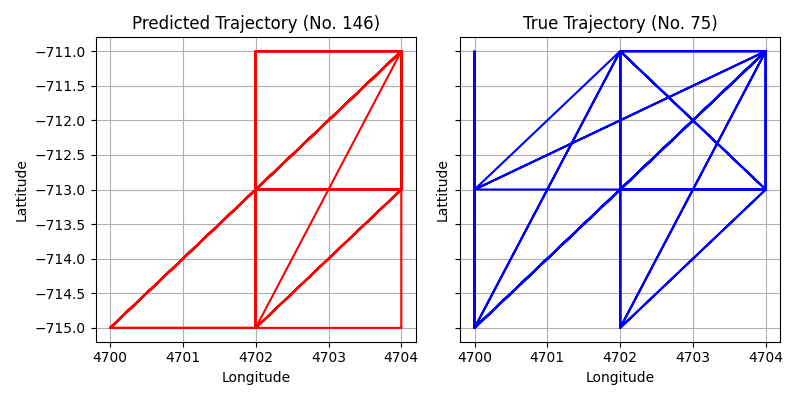 Predicted Trajectory (No. 146)
Lattitude
−711.0
−711.5
−712.0
−712.5
−713.0
−713.5
−714.0
−714.5
−715.0
4700 4701 4702 4703 4704
Longitude
True Trajectory (No. 75)
Lattitude
4700 4701 4702 4703 4704
Longitude